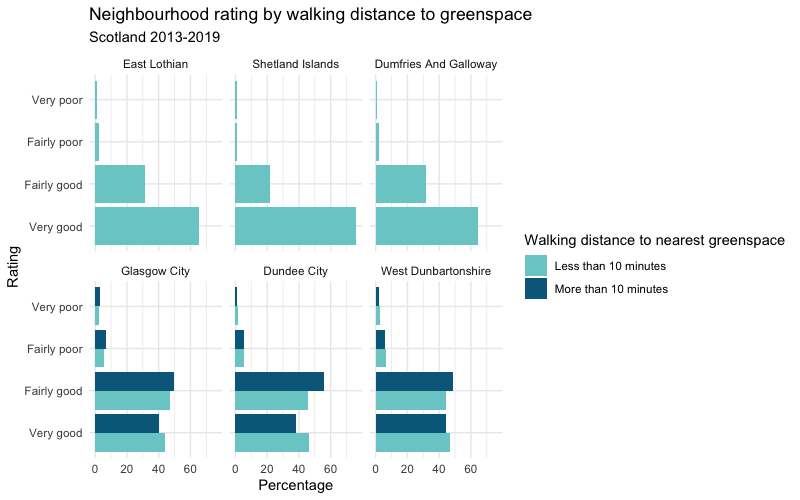 Neighbourhood rating by walking distance to greenspace
Scotland 2013-2019
East Lothian Shetland Islands Dumfries And Galloway
Very poor
Fairly poor
Fairly good
Very good
Glasgow City Dundee City West Dunbartonshire
Very poor
Fairly poor
Fairly good
Very good
0 20 40 60 0 20 40 60 0 20 40 60
Percentage
Rating
Walking distance to nearest greenspace
Less than 10 minutes
More than 10 minutes